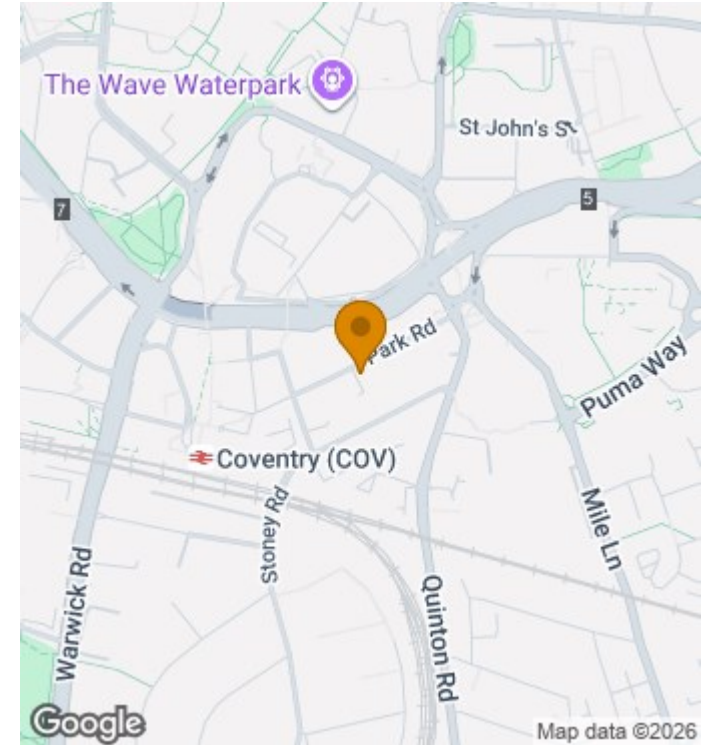 The Wave Waterpark
St John's S
7
5
Park Rd
Puma Way
Coventry (COV)
Stoney Rd
Mile Ln
Warwick Rd
Quinton Rd
Google
Map data ©2026